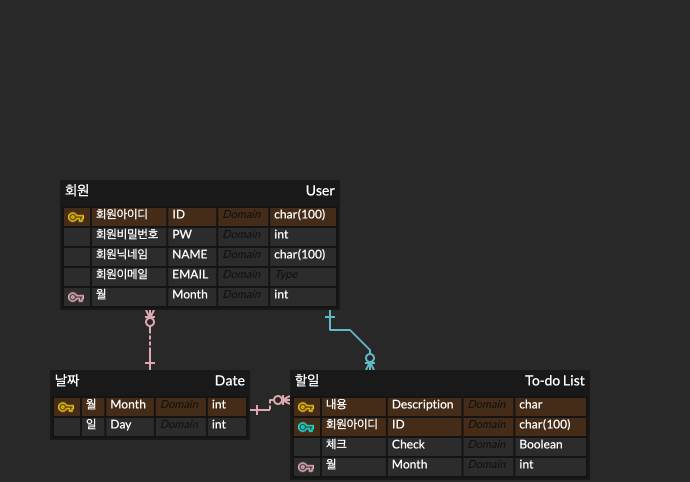 회원 User
회원아이디 ID Domain char(100)
회원비밀번호 PW Domain int
회원닉네임 NAME Domain char(100)
회원이메일 EMAIL Domain Type
월 Month Domain int
날짜 Date
월 Month Domain int
일 Day Domain int
할일 To-do List
내용 Description Domain char
회원아이디 ID Domain char(100)
체크 Check Domain Boolean
월 Month Domain int